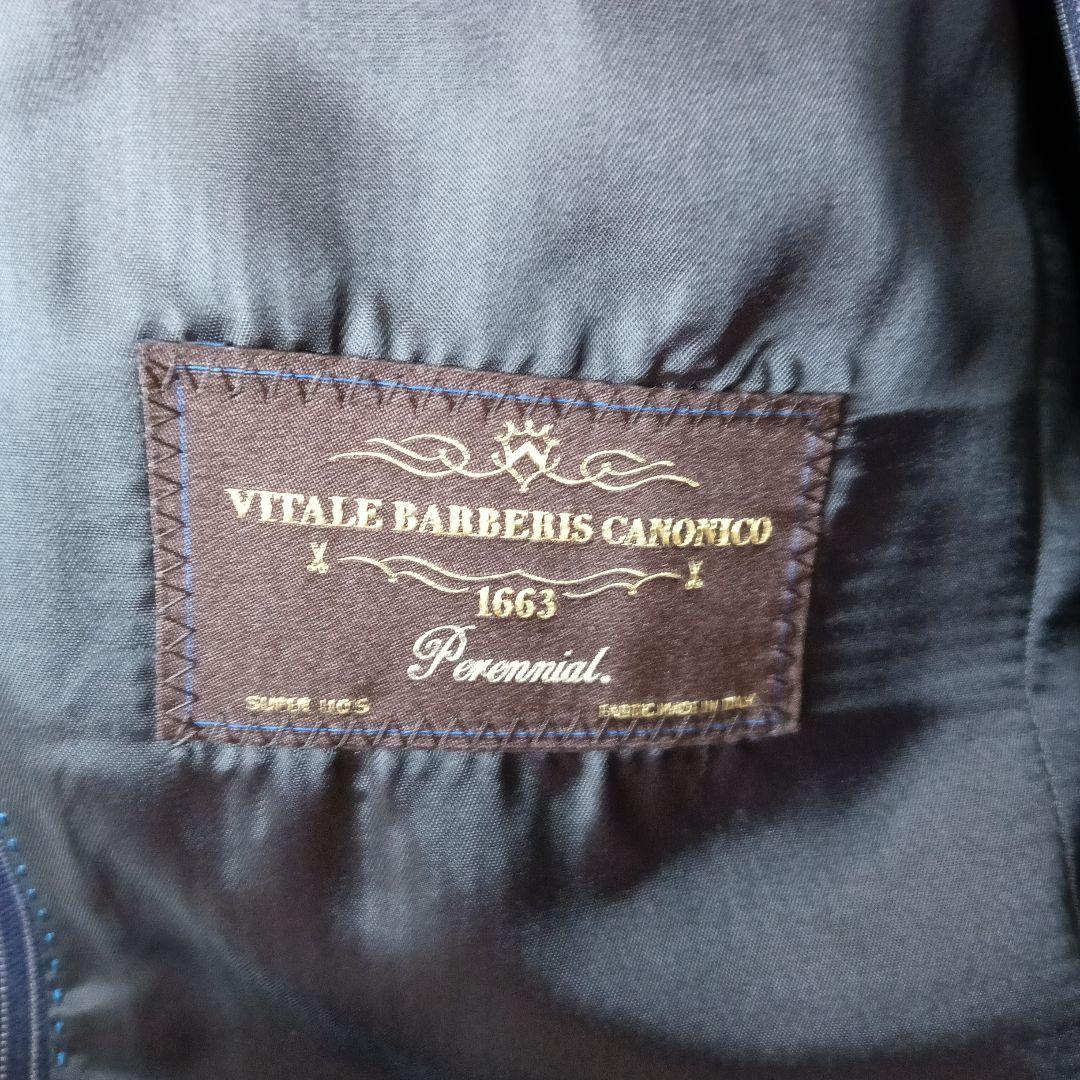 VITALE BARBERIS CANONICO
1663
Perennial.
SUPER 110'S
FABRIC MADE IN ITALY